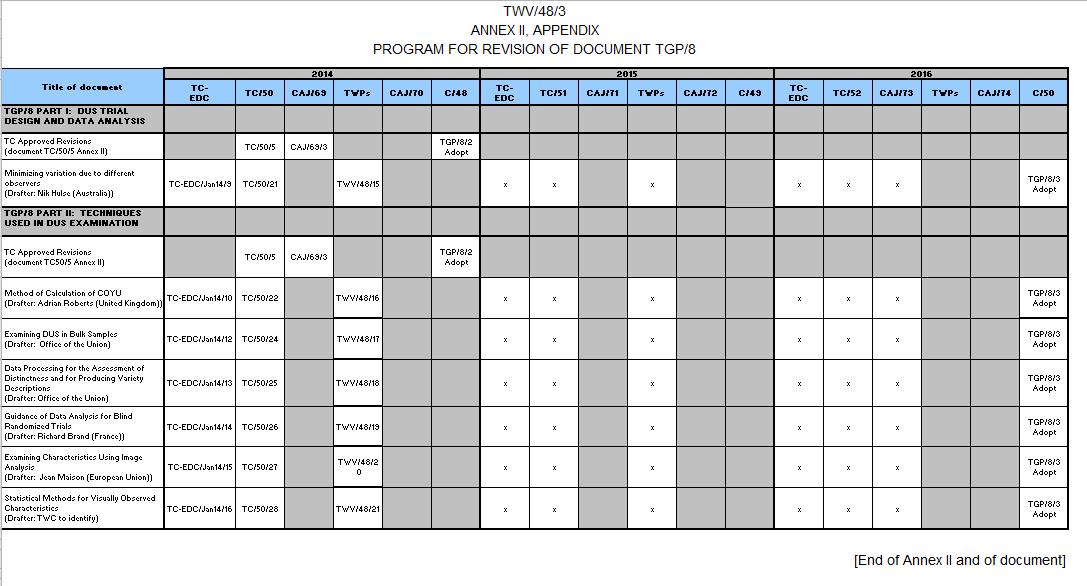 TWV/48/3
ANNEX II, APPENDIX
PROGRAM FOR REVISION OF DOCUMENT TGP/8
Title of document 2014 2015 2016
TC-EDC TC/50 CAJ/69 TWPs CAJ/70 C/48 TC-EDC TC/51 CAJ/71 TWPs CAJ/72 C/49 TC-EDC TC/52 CAJ/73 TWPs CAJ/74 C/50
TGP/8 PART I: DUS TRIAL
DESIGN AND DATA ANALYSIS
TC Approved Revisions
(document TC/50/5 Annex II)
TC/50/5 CAJ/69/3 TGP/8/2 Adopt
Minimizing variation due to different
observers
(Drafter: Nik Hulse (Australia))
TC-EDC/Jan14/9 TC/50/21 TWV/48/15 x x x x x x TGP/8/3 Adopt
TGP/8 PART II: TECHNIQUES
USED IN DUS EXAMINATION
TC Approved Revisions
(document TC50/5 Annex II)
TC/50/5 CAJ/69/3 TGP/8/2 Adopt
Method of Calculation of COYU
(Drafter: Adrian Roberts (United Kingdom))
TC-EDC/Jan14/10 TC/50/22 TWV/48/16 x x x x x x TGP/8/3 Adopt
Examining DUS in Bulk Samples
(Drafter: Office of the Union)
TC-EDC/Jan14/12 TC/50/24 TWV/48/17 x x x x x x TGP/8/3 Adopt
Data Processing for the Assessment of
Distinctness and for Producing Variety
Descriptions
(Drafter: Office of the Union)
TC-EDC/Jan14/13 TC/50/25 TWV/48/18 x x x x x x TGP/8/3 Adopt
Guidance of Data Analysis for Blind
Randomized Trials
(Drafter: Richard Brand (France))
TC-EDC/Jan14/14 TC/50/26 TWV/48/19 x x x x x x TGP/8/3 Adopt
Examining Characteristics Using Image
Analysis
(Drafter: Jean Maison (European Union))
TC-EDC/Jan14/15 TC/50/27 TWV/48/20 x x x x x x TGP/8/3 Adopt
Statistical Methods for Visually Observed
Characteristics
(Drafter: TWC to identify)
TC-EDC/Jan14/16 TC/50/28 TWV/48/21 x x x x x x TGP/8/3 Adopt
[End of Annex II and of document]